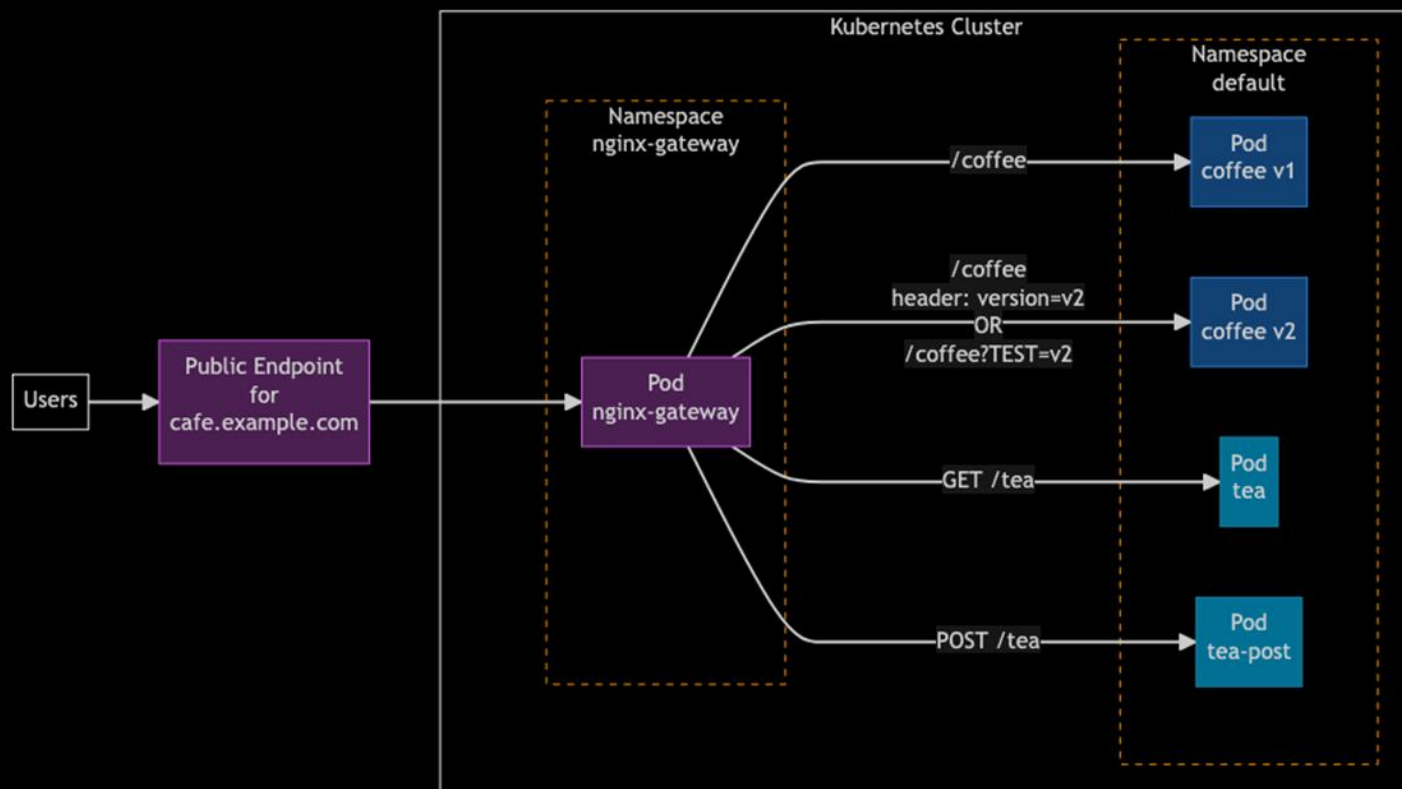 Kubernetes Cluster
Namespace
default
Namespace
nginx-gateway
Pod
coffee v1
/coffee
/coffee
header: version=v2
OR
/coffee?TEST=v2
Pod
coffee v2
Users
Public Endpoint
for
cafe.example.com
Pod
nginx-gateway
GET /tea
Pod
tea
POST /tea
Pod
tea-post